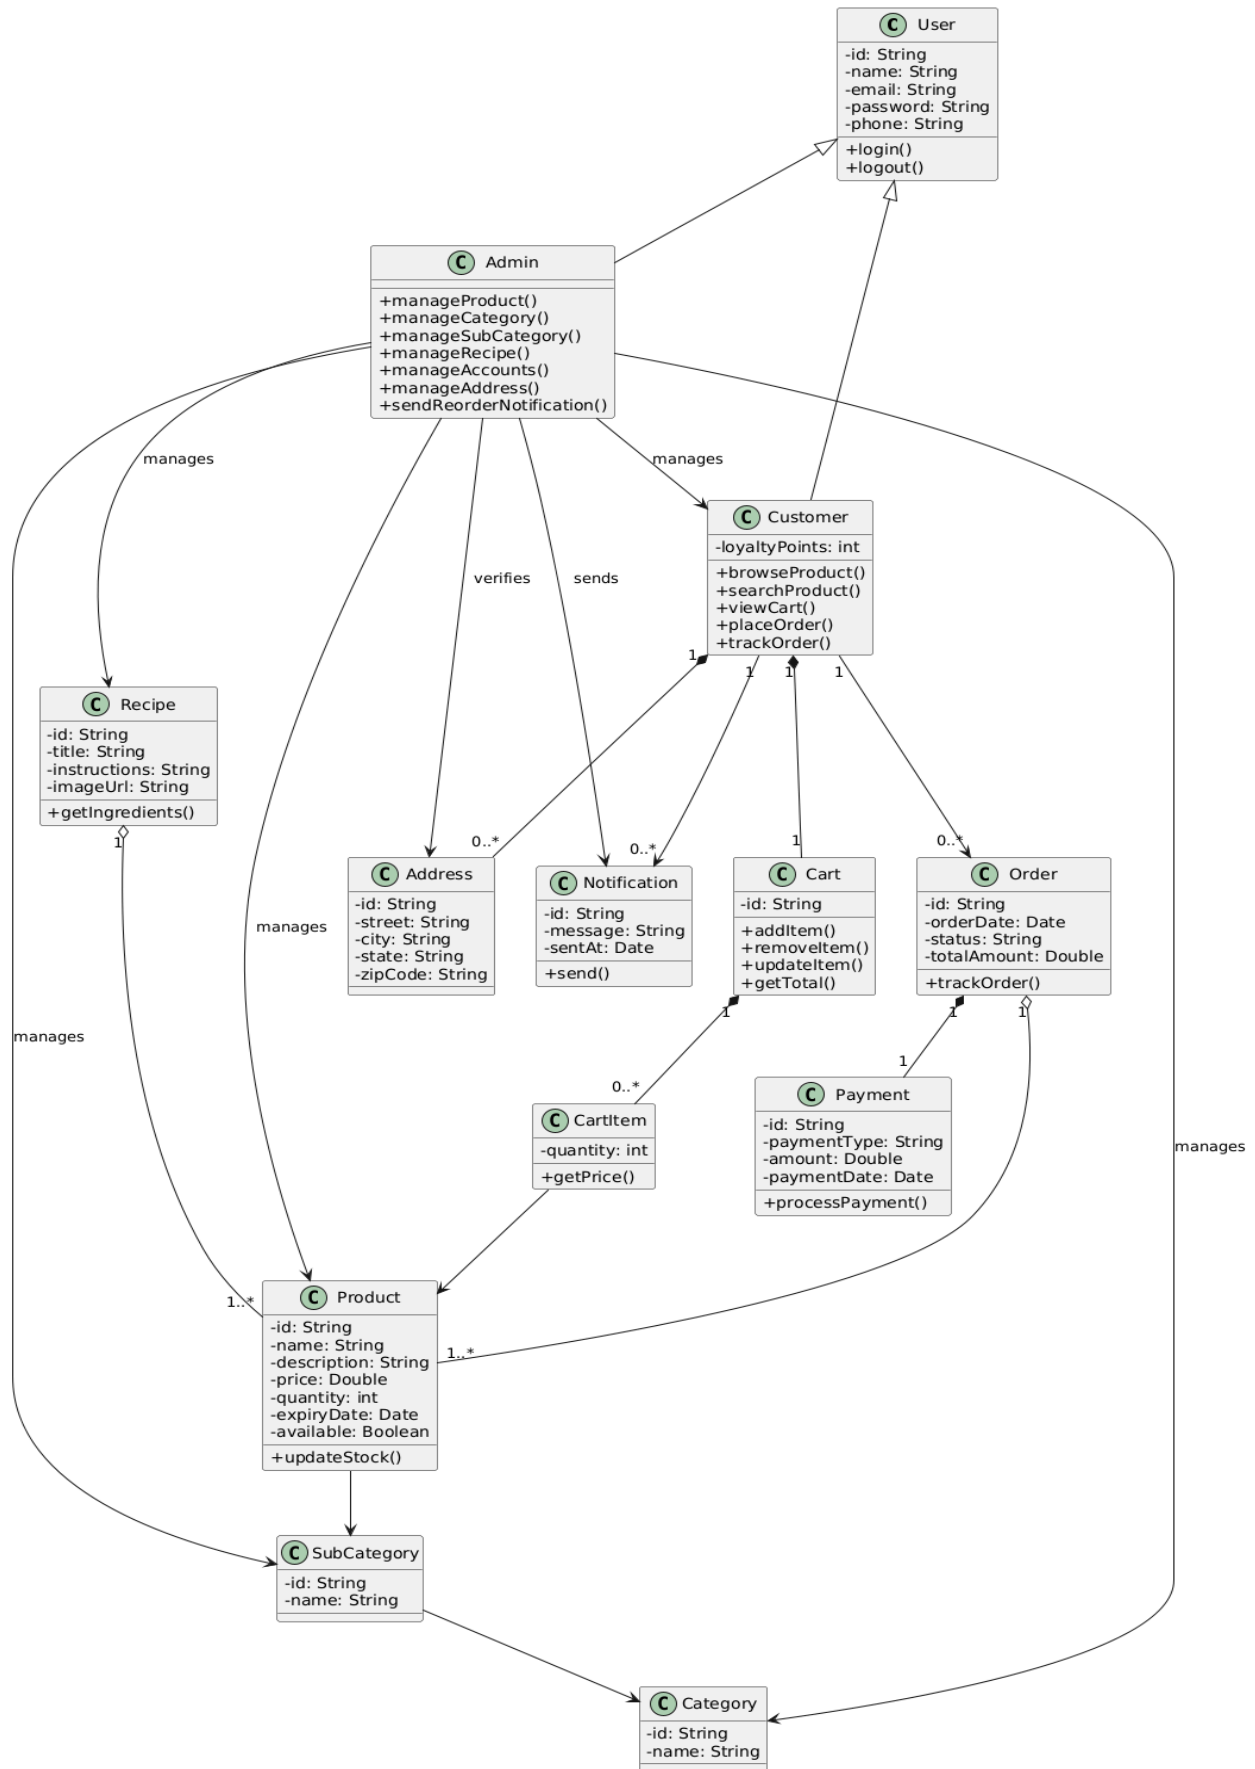 C User
-id: String
-name: String
-email: String
-password: String
-phone: String
+login()
+logout()
C Admin
+manageProduct()
+manageCategory()
+manageSubCategory()
+manageRecipe()
+manageAccounts()
+manageAddress()
+sendReorderNotification()
manages
manages
C Customer
-loyaltyPoints: int
+browseProduct()
+searchProduct()
+viewCart()
+placeOrder()
+trackOrder()
verifies
sends
1
1
1
1
C Recipe
-id: String
-title: String
-instructions: String
-imageUrl: String
+getIngredients()
1
0..*
0..*
1
0..*
C Address
-id: String
-street: String
-city: String
-state: String
-zipCode: String
C Notification
-id: String
-message: String
-sentAt: Date
+send()
C Cart
-id: String
+addItem()
+removeItem()
+updateItem()
+getTotal()
C Order
-id: String
-orderDate: Date
-status: String
-totalAmount: Double
+trackOrder()
manages
1
1
1
manages
0..*
1
C CartItem
-quantity: int
+getPrice()
C Payment
-id: String
-paymentType: String
-amount: Double
-paymentDate: Date
+processPayment()
manages
1..*
C Product
-id: String
-name: String
-description: String
-price: Double
-quantity: int
-expiryDate: Date
-available: Boolean
+updateStock()
1..*
C SubCategory
-id: String
-name: String
C Category
-id: String
-name: String